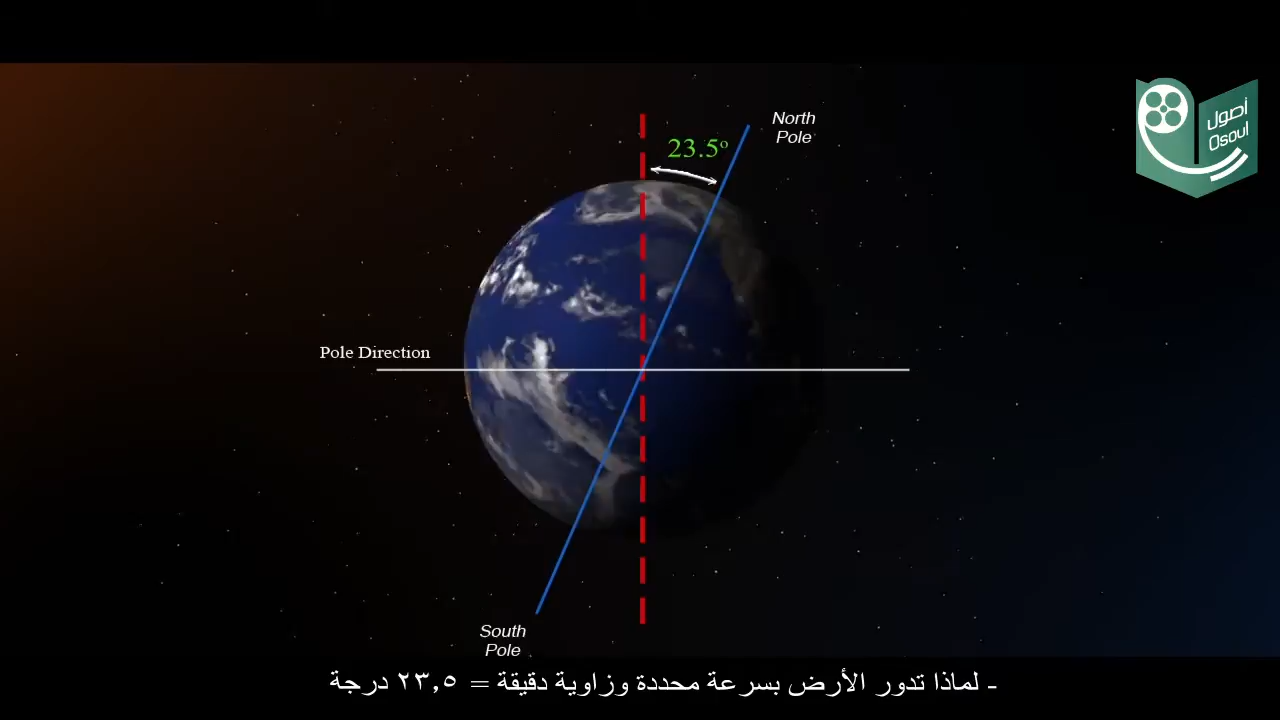 أصول
Osoul
North
Pole
23.5°
Pole Direction
South
Pole
- لماذا تدور الأرض بسرعة محددة وزاوية دقيقة = ٢٣,٥ درجة